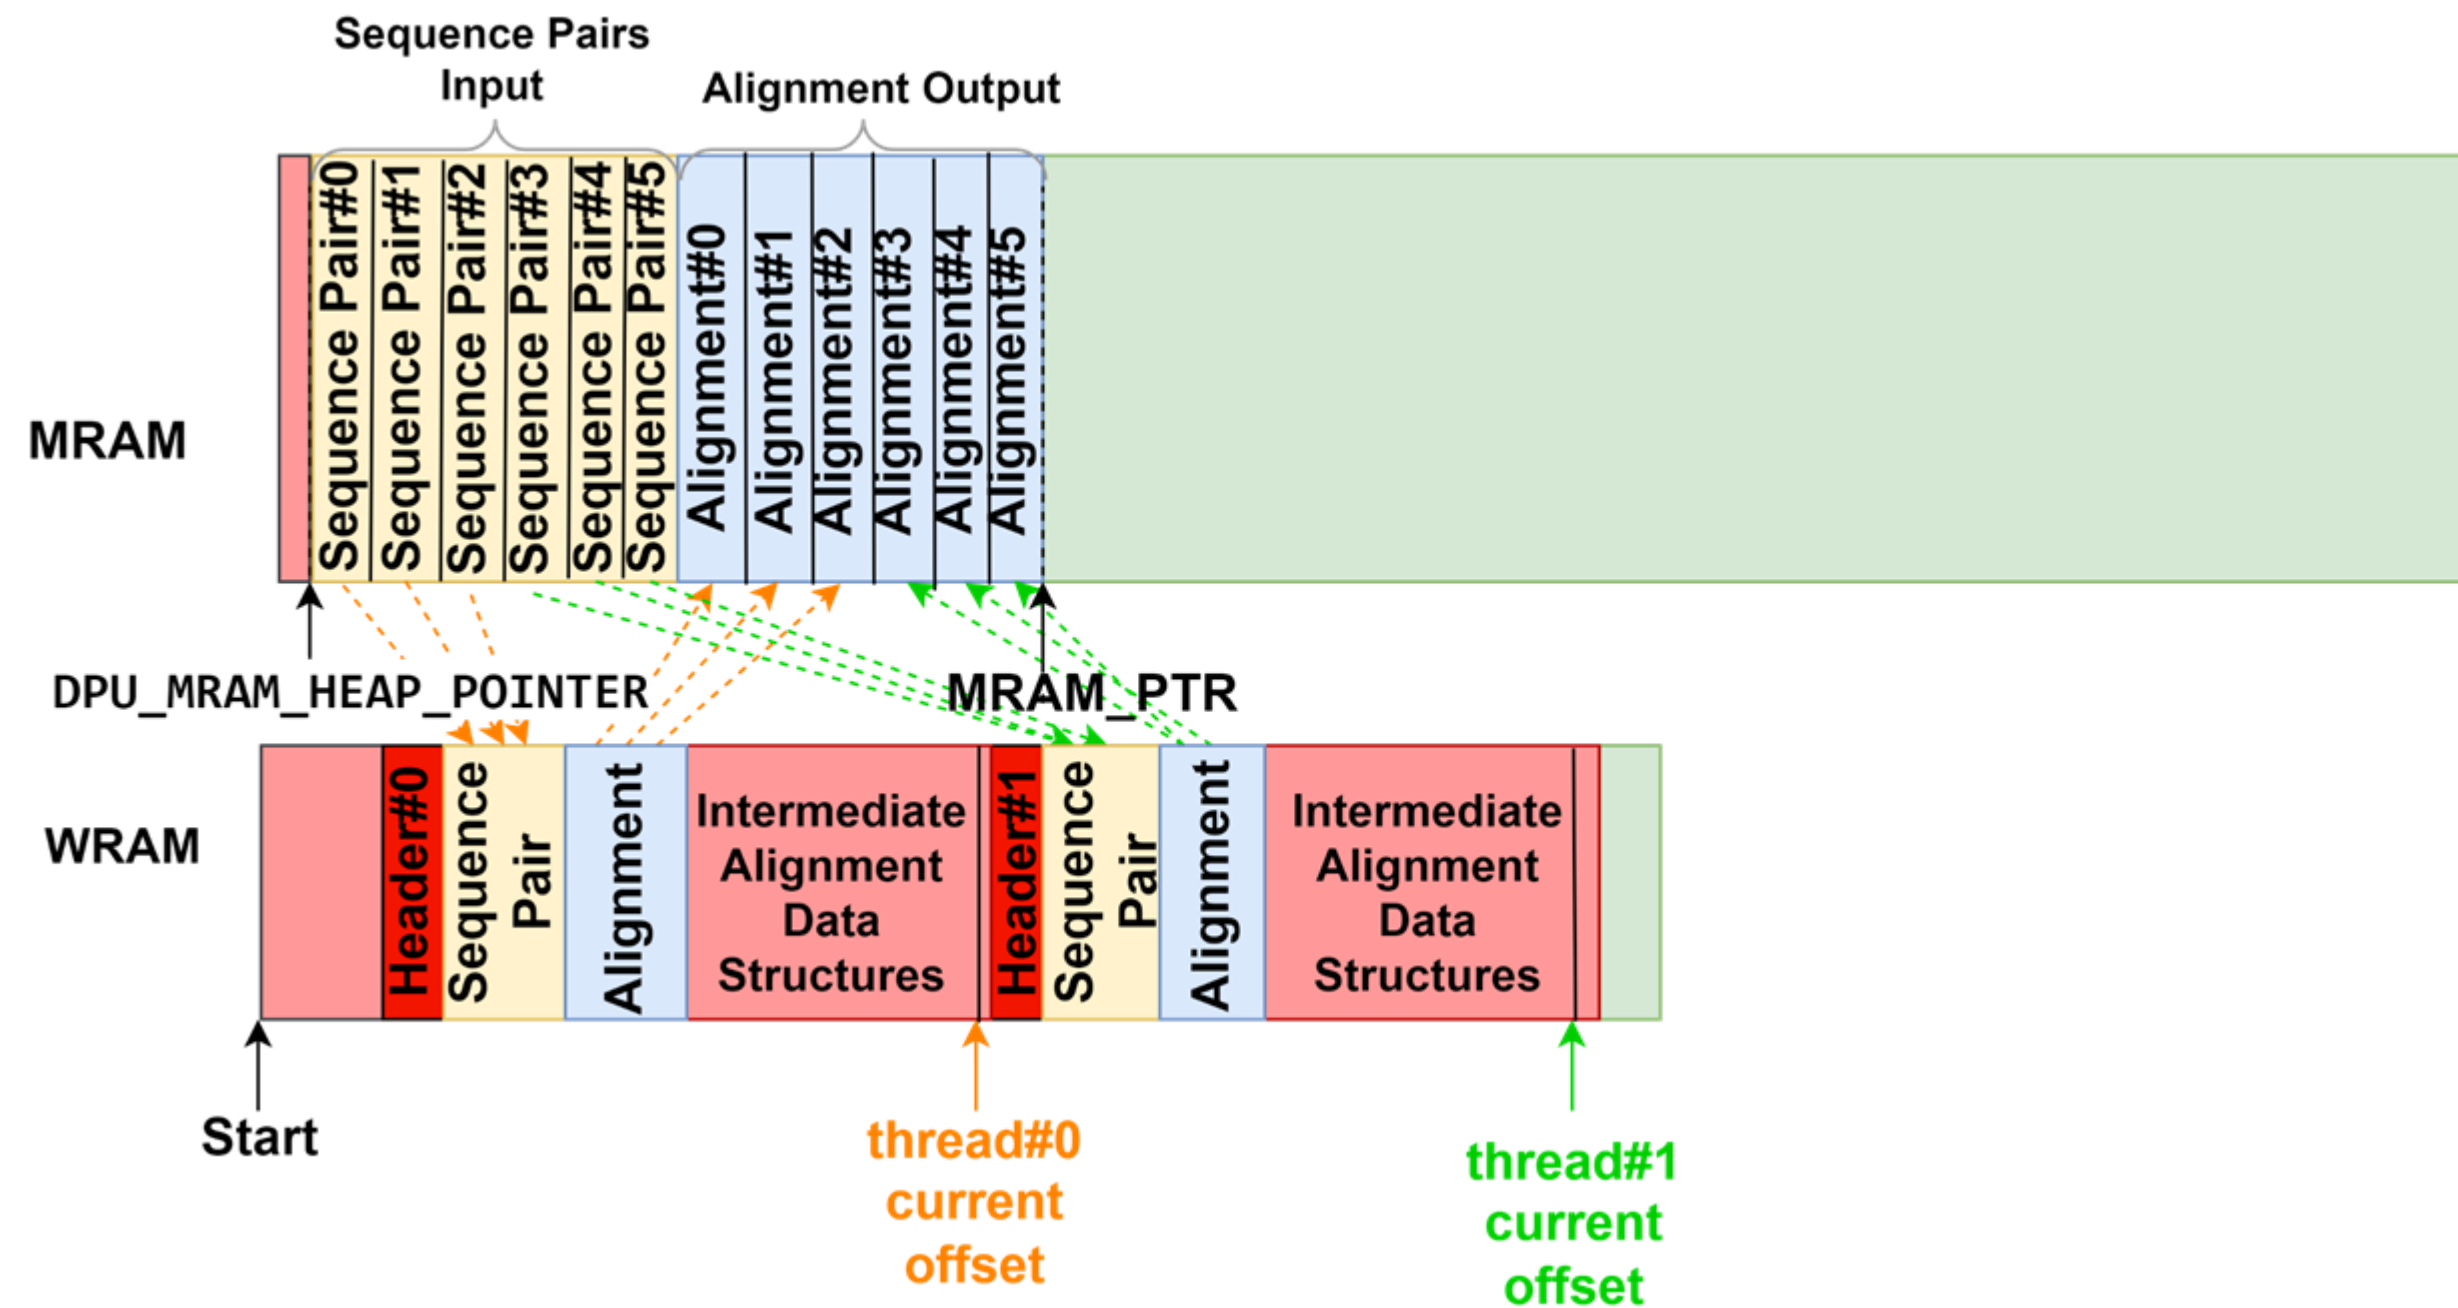 Sequence Pairs
Input
Alignment Output
MRAM
Sequence Pair#0
Sequence Pair#1
Sequence Pair#2
Sequence Pair#3
Sequence Pair#4
Sequence Pair#5
Alignment#0
Alignment#1
Alignment#2
Alignment#3
Alignment#4
Alignment#5
DPU_MRAM_HEAP_POINTER
MRAM_PTR
WRAM
Header#0
Sequence
Pair
Alignment
Intermediate
Alignment
Data
Structures
Header#1
Sequence
Pair
Alignment
Intermediate
Alignment
Data
Structures
Start
thread#0
current
offset
thread#1
current
offset